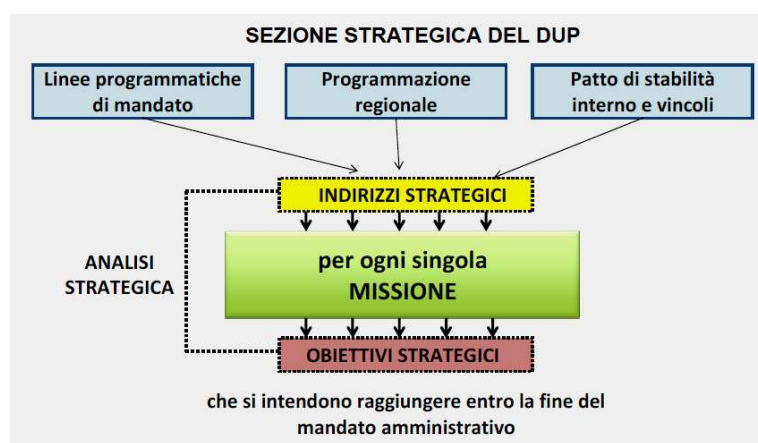 SEZIONE STRATEGICA DEL DUP
Linee programmatiche
di mandato
Programmazione
regionale
Patto di stabilità
interno e vincoli
INDIRIZZI STRATEGICI
ANALISI
STRATEGICA
per ogni singola
MISSIONE
OBIETTIVI STRATEGICI
che si intendono raggiungere entro la fine del
mandato amministrativo